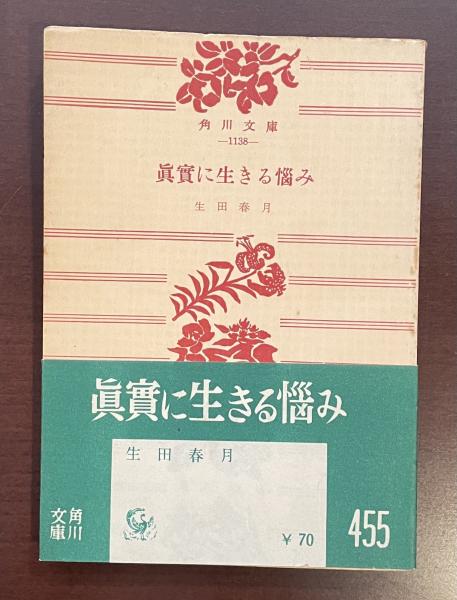 角川文庫
—1138—
眞實に生きる悩み
生田春月
眞實に生きる悩み
生田春月
角川
文庫
¥70
455